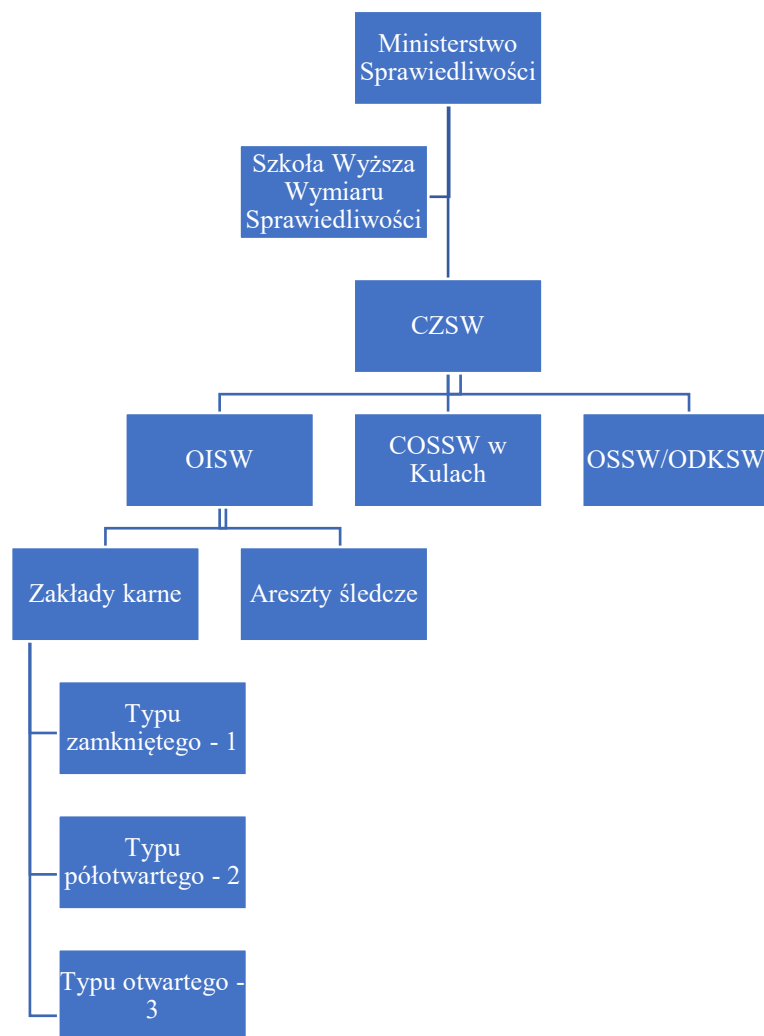 Ministerstwo
Sprawiedliwości
Szkoła Wyższa
Wymiaru
Sprawiedliwości
CZSW
OISW
COSSW w
Kulach
OSSW/ODKSW
Zakłady karne
Areszty śledcze
Typu
zamkniętego - 1
Typu
półotwartego - 2
Typu otwartego -
3